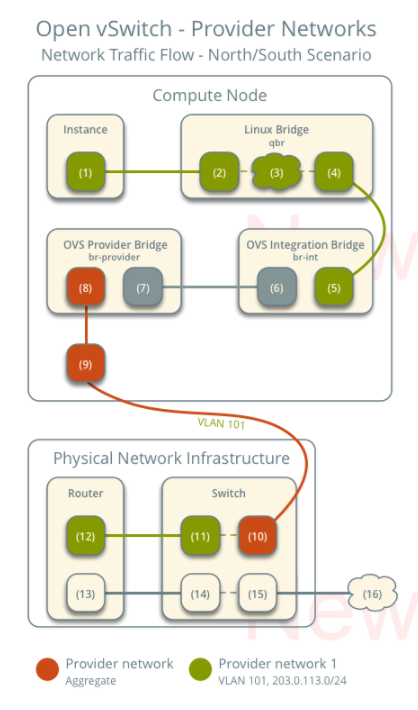 Open vSwitch - Provider Networks
Network Traffic Flow - North/South Scenario
Compute Node
Instance
Linux Bridge
qbr
(1)
(2)
(3)
(4)
OVS Provider Bridge
br-provider
OVS Integration Bridge
br-int
(8)
(7)
(6)
(5)
(9)
VLAN 101
Physical Network Infrastructure
Router
Switch
(12)
(11)
(10)
(13)
(14)
(15)
(16)
New
New
Provider network
Aggregate
Provider network 1
VLAN 101, 203.0.113.0/24